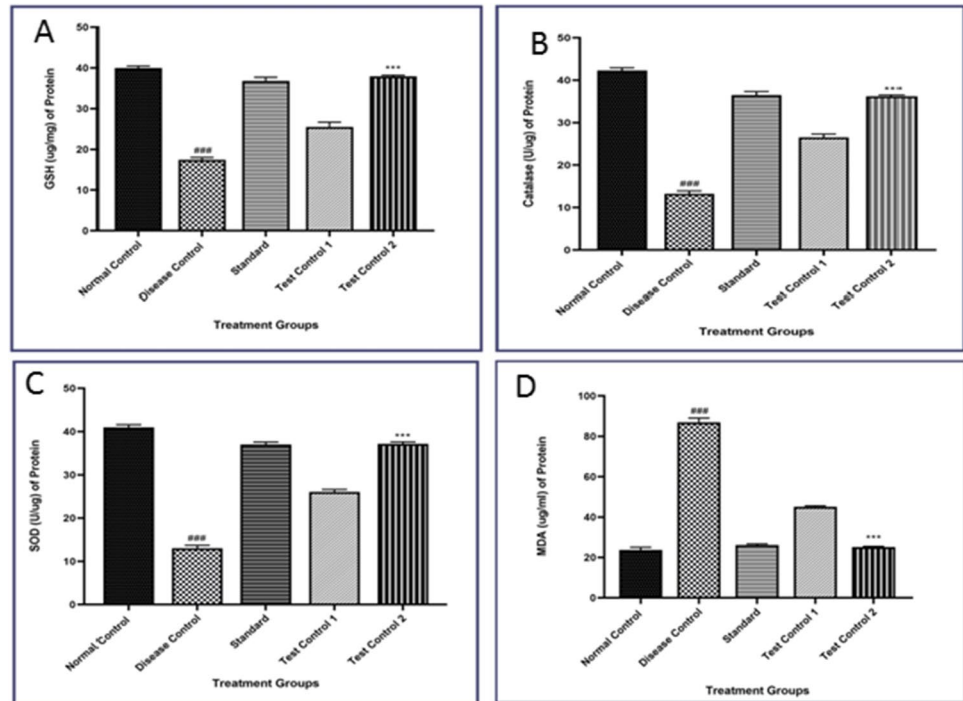 A
GSH (ug/mg) of Protein
50
40
30
20
10
0
###
***
Normal Control
Disease Control
Standard
Test Control 1
Test Control 2
Treatment Groups
B
Catalase (U/ug) of Protein
50
40
30
20
10
0
###
***
Normal Control
Disease Control
Standard
Test Control 1
Test Control 2
Treatment Groups
C
SOD (U/ug) of Protein
50
40
30
20
10
0
###
***
Normal Control
Disease Control
Standard
Test Control 1
Test Control 2
Treatment Groups
D
MDA (ug/ml) of Protein
100
80
60
40
20
0
###
***
Normal Control
Disease Control
Standard
Test Control 1
Test Control 2
Treatment Groups